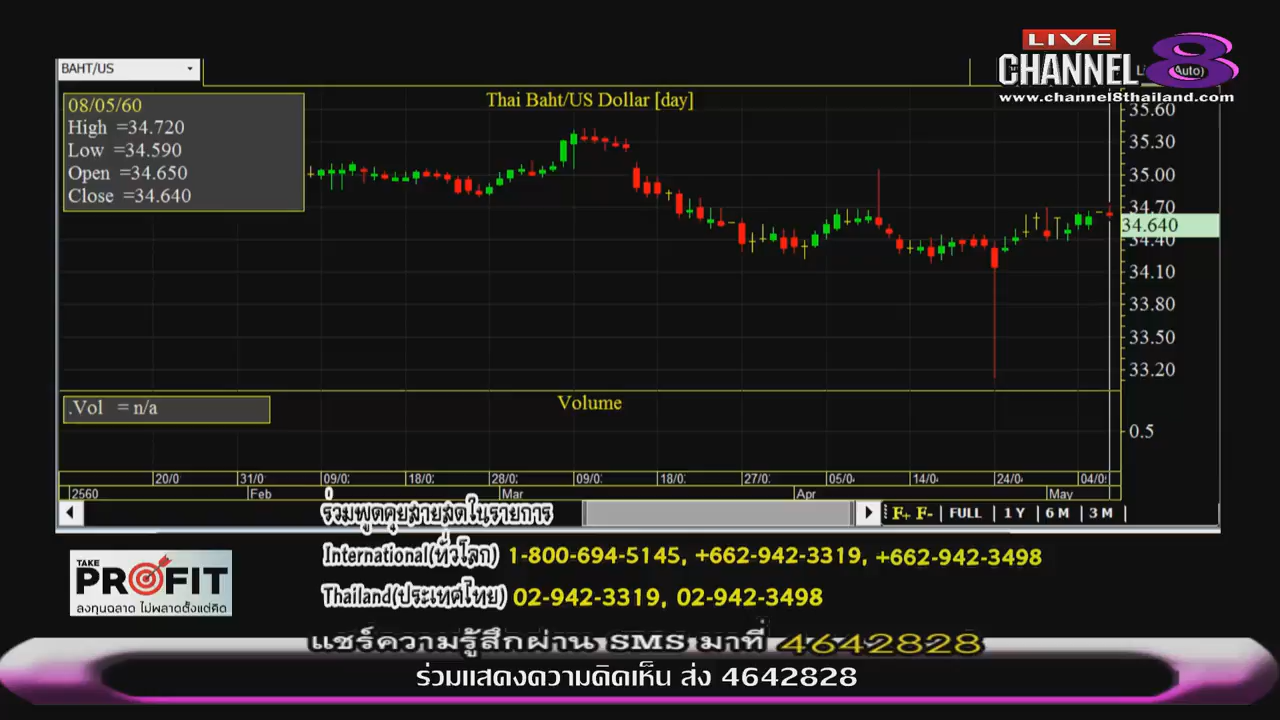 LIVE
CHANNEL 8
www.channel8thailand.com
BAHT/US
Auto)
Thai Baht/US Dollar [day]
08/05/60
High =34.720
Low =34.590
Open =34.650
Close =34.640
35.60
35.30
35.00
34.70
34.640
34.40
34.10
33.80
33.50
33.20
.Vol = n/a
Volume
0.5
20/0 31/0 09/0 18/0 28/0 09/0 18/0 27/0 05/0 14/0 24/0 04/0
2560 Feb Mar Apr May
F+ F- FULL 1 Y 6 M 3 M
ร่วมพูดคุยสายสดในรายการ
International(ทั่วโลก) 1-800-694-5145, +662-942-3319, +662-942-3498
Thailand(ประเทศไทย) 02-942-3319, 02-942-3498
TAKE
PROFIT
ลงทุนฉลาด ไม่พลาดตั้งแต่คิด
แชร์ความรู้สึกผ่าน SMS มาที่ 4642828
ร่วมแสดงความคิดเห็น ส่ง 4642828